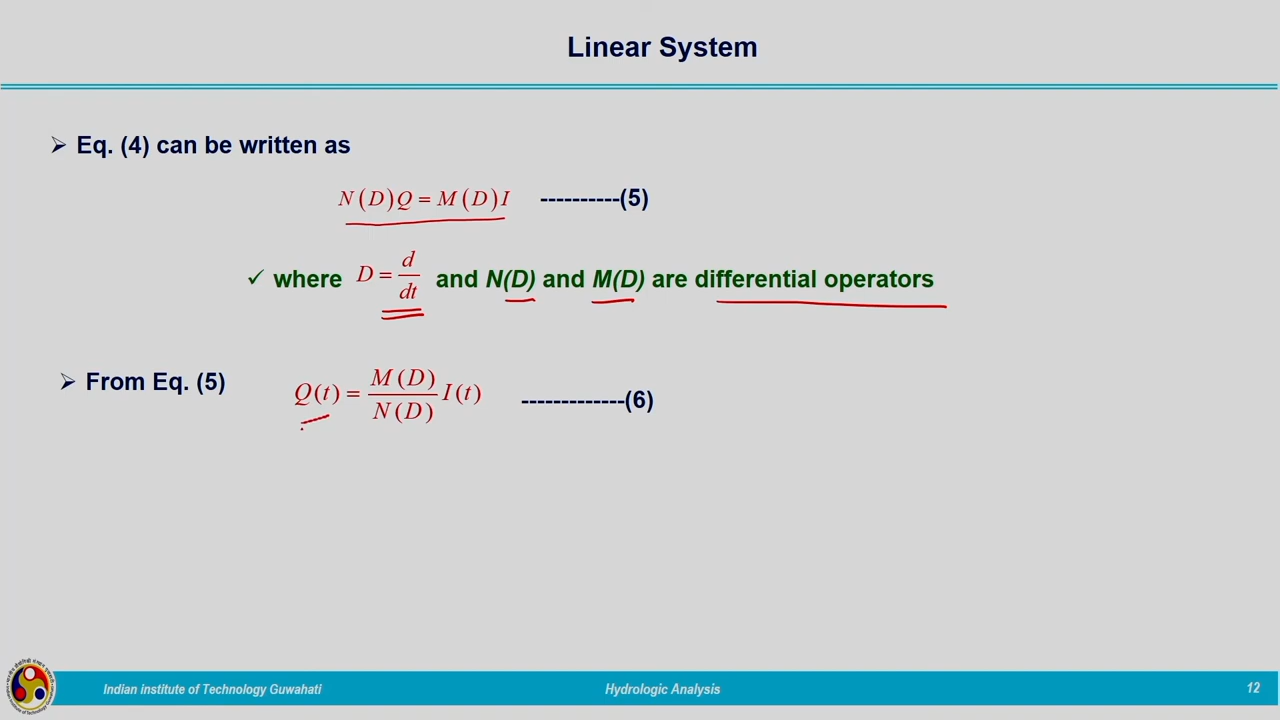 Linear System
➢ Eq. (4) can be written as
N(D)Q = M(D)I ----------(5)
✓ where D = d/dt and N(D) and M(D) are differential operators
➢ From Eq. (5) Q(t) = M(D)/N(D) I(t) -------------(6)
Indian institute of Technology Guwahati Hydrologic Analysis 12